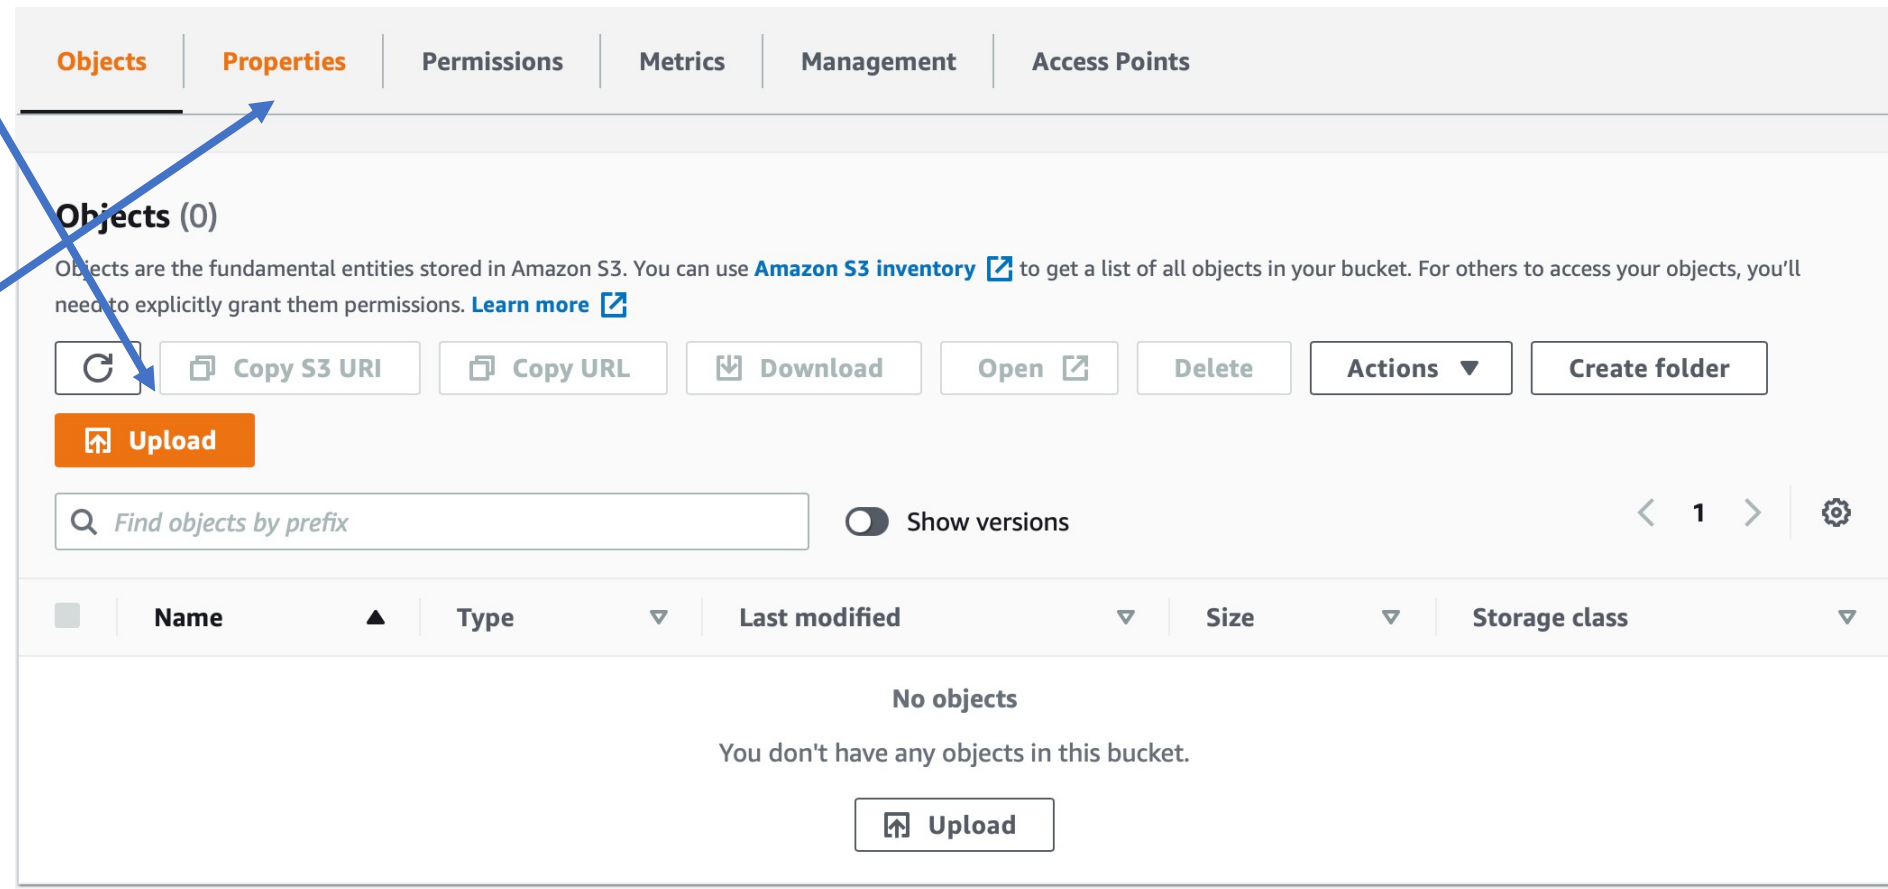 Objects Properties Permissions Metrics Management Access Points
Objects (0)
Objects are the fundamental entities stored in Amazon S3. You can use Amazon S3 inventory to get a list of all objects in your bucket. For others to access your objects, you’ll
need to explicitly grant them permissions. Learn more
Copy S3 URI Copy URL Download Open Delete Actions Create folder
Upload
Find objects by prefix Show versions 1
Name Type Last modified Size Storage class
No objects
You don't have any objects in this bucket.
Upload